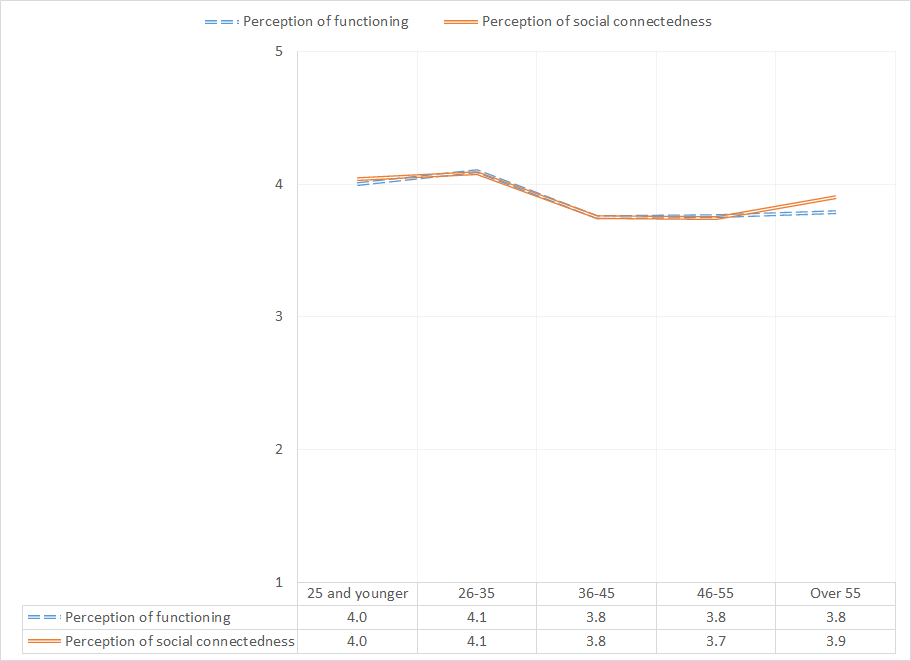 Perception of functioning Perception of social connectedness
5
4
3
2
1
25 and younger 26-35 36-45 46-55 Over 55
Perception of functioning 4.0 4.1 3.8 3.8 3.8
Perception of social connectedness 4.0 4.1 3.8 3.7 3.9